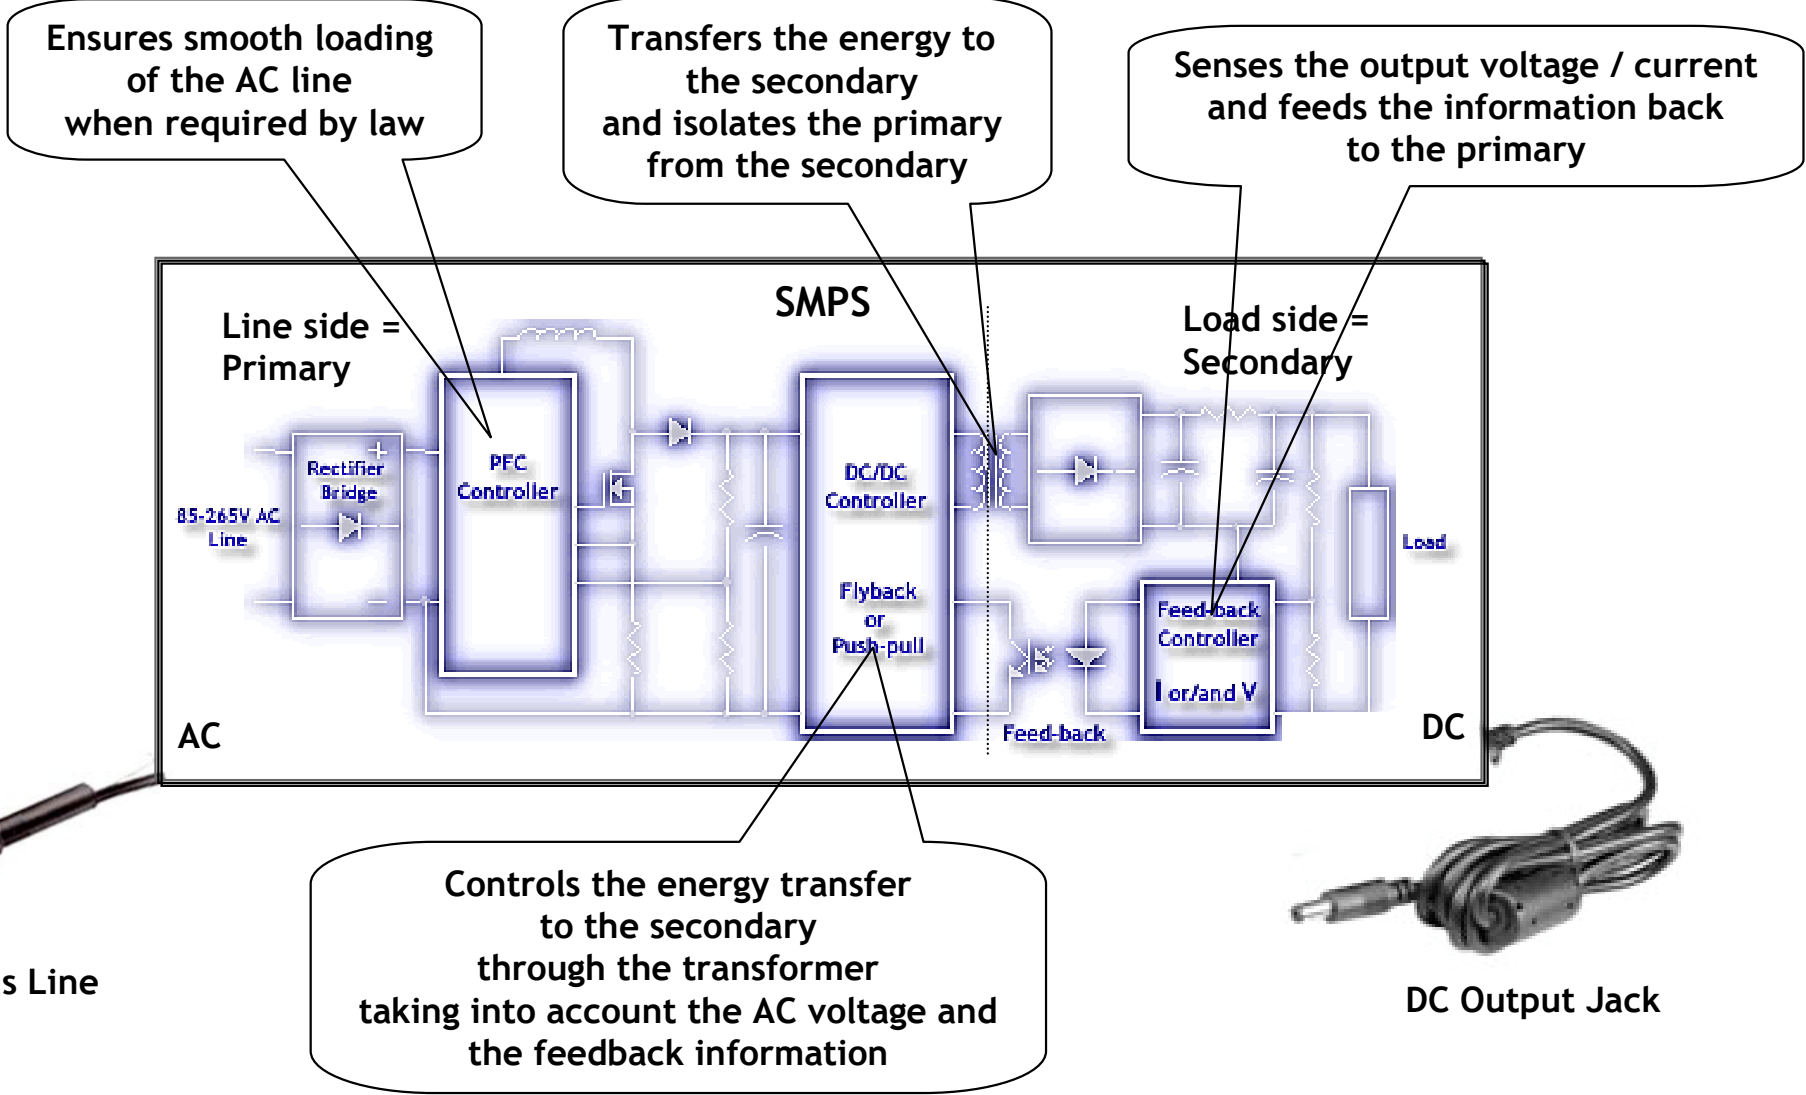 Ensures smooth loading
of the AC line
when required by law
Transfers the energy to
the secondary
and isolates the primary
from the secondary
Senses the output voltage / current
and feeds the information back
to the primary
SMPS
Line side =
Primary
Load side =
Secondary
Rectifier
Bridge
+
-
85-265V AC
Line
PFC
Controller
DC/DC
Controller
Flyback
or
Push-pull
Load
Feed-back
Controller
I or/and V
Feed-back
AC
DC
Controls the energy transfer
to the secondary
through the transformer
taking into account the AC voltage and
the feedback information
s Line
DC Output Jack